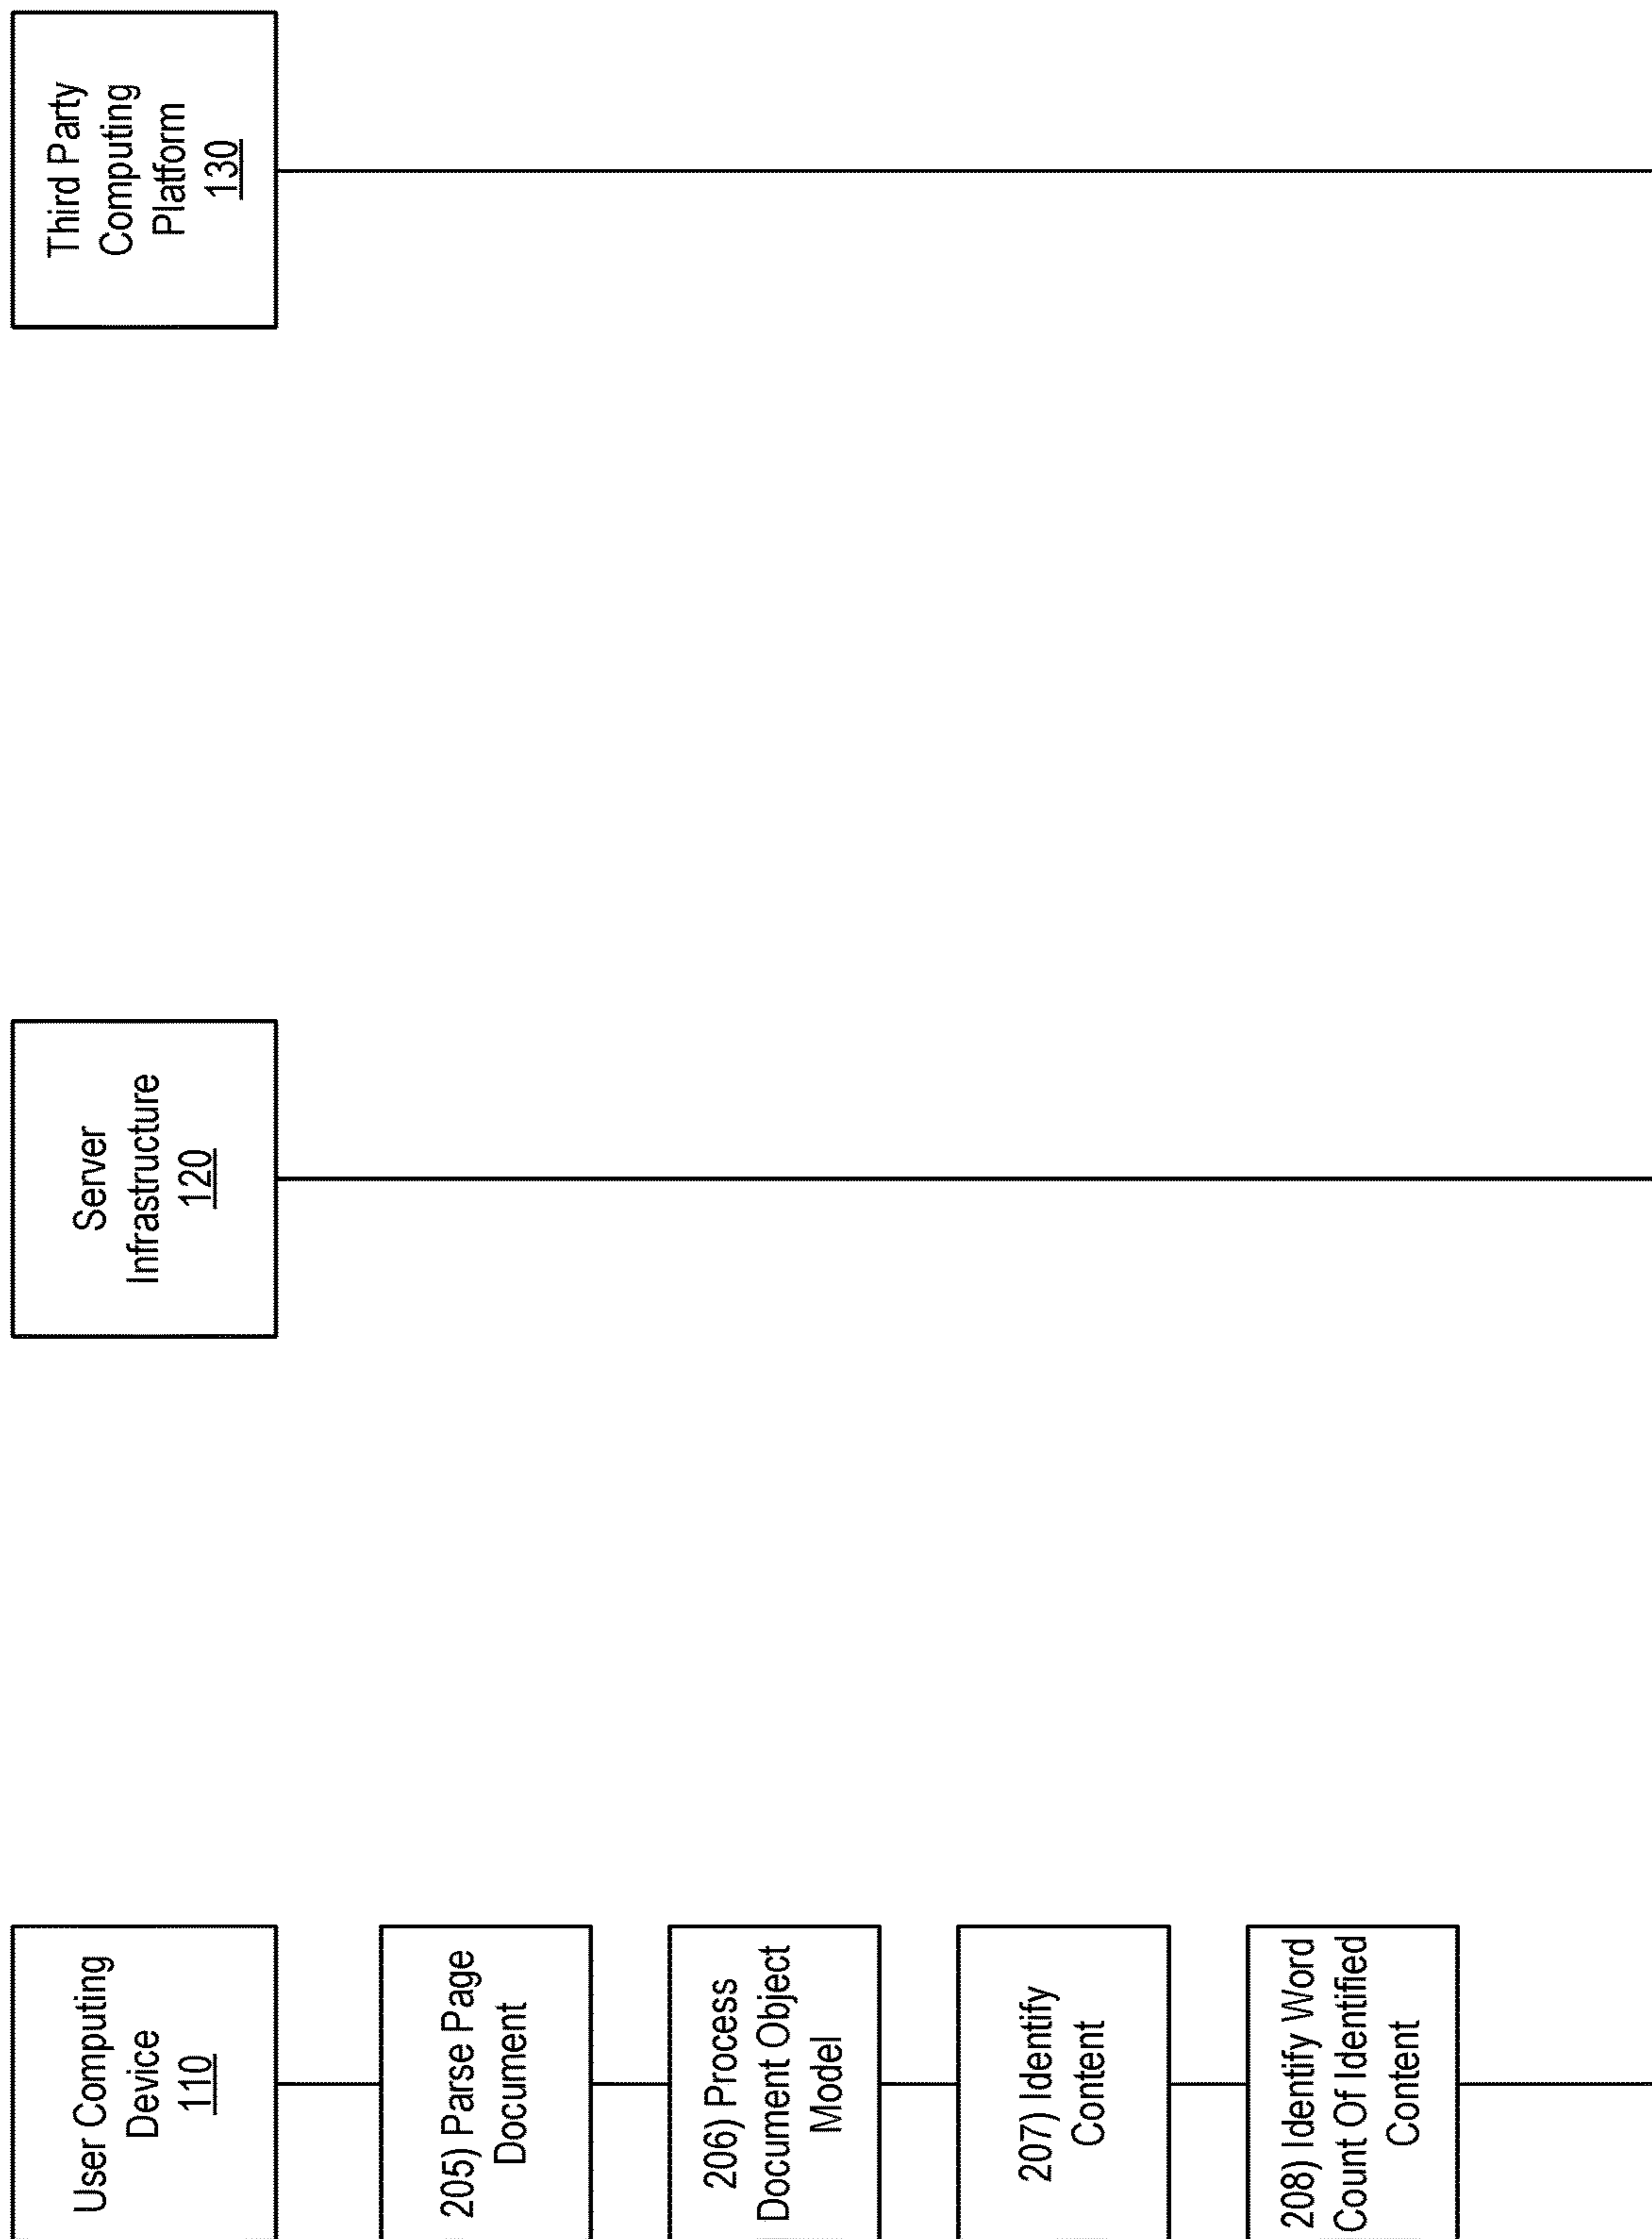 User Computing
Device
110
Server
Infrastructure
120
Third Party
Computing
Platform
130
205) Parse Page
Document
206) Process
Document Object
Model
207) Identify
Content
208) Identify Word
Count Of Identified
Content